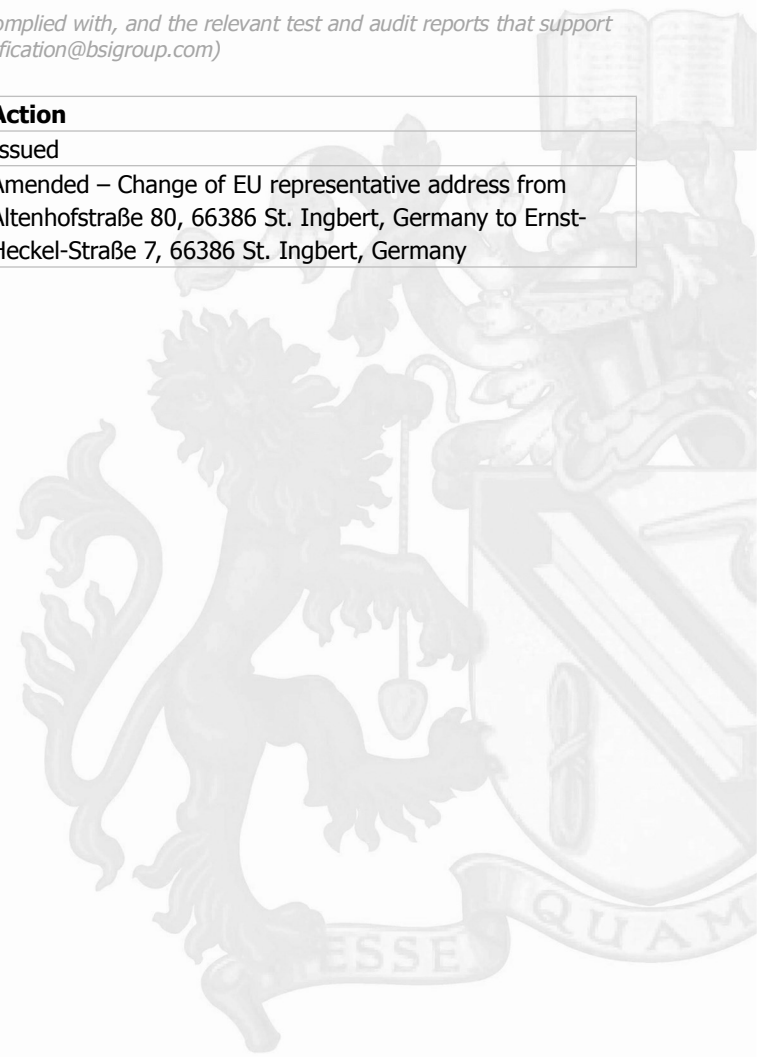 omplied with, and the relevant test and audit reports that support
fication@bsigroup.com)
Action
Issued
Amended – Change of EU representative address from
Altenhofstraße 80, 66386 St. Ingbert, Germany to Ernst-
Heckel-Straße 7, 66386 St. Ingbert, Germany
ESSE
QUAM